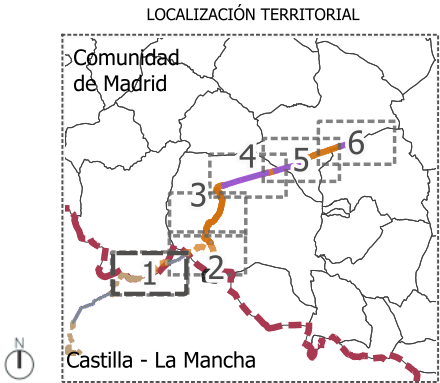 LOCALIZACIÓN TERRITORIAL
Comunidad
de Madrid
6
5
4
3
2
1
N
Castilla - La Mancha